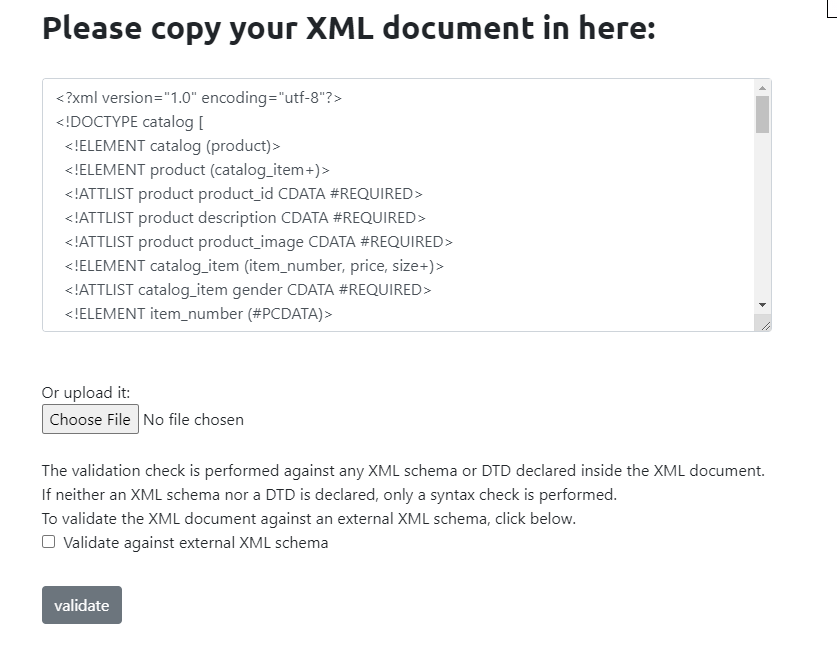 Please copy your XML document in here:
<?xml version="1.0" encoding="utf-8"?>
<!DOCTYPE catalog [
<!ELEMENT catalog (product)>
<!ELEMENT product (catalog_item+)>
<!ATTLIST product product_id CDATA #REQUIRED>
<!ATTLIST product description CDATA #REQUIRED>
<!ATTLIST product product_image CDATA #REQUIRED>
<!ELEMENT catalog_item (item_number, price, size+)>
<!ATTLIST catalog_item gender CDATA #REQUIRED>
<!ELEMENT item_number (#PCDATA)>
Or upload it:
Choose File No file chosen
The validation check is performed against any XML schema or DTD declared inside the XML document.
If neither an XML schema nor a DTD is declared, only a syntax check is performed.
To validate the XML document against an external XML schema, click below.
Validate against external XML schema
validate